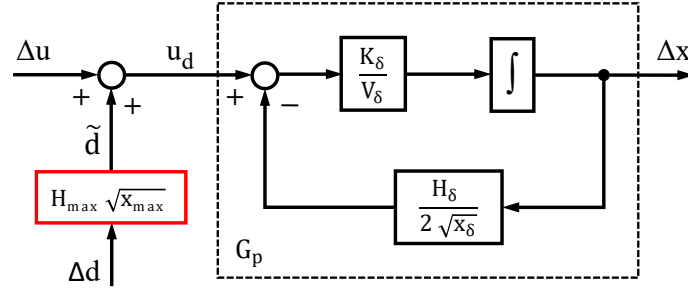 Δu
u_d
K_δ
V_δ
∫
Δx
+
+
+
−
d̃
H_max √x_max
H_δ
2 √x_δ
G_p
Δd